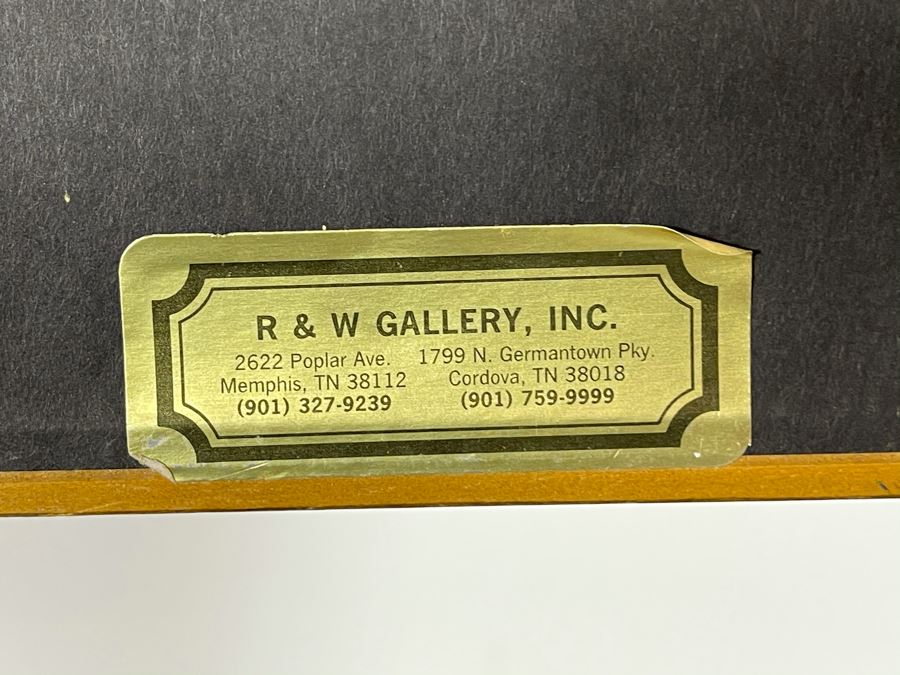 R & W GALLERY, INC.
2622 Poplar Ave. 1799 N. Germantown Pky.
Memphis, TN 38112 Cordova, TN 38018
(901) 327-9239 (901) 759-9999